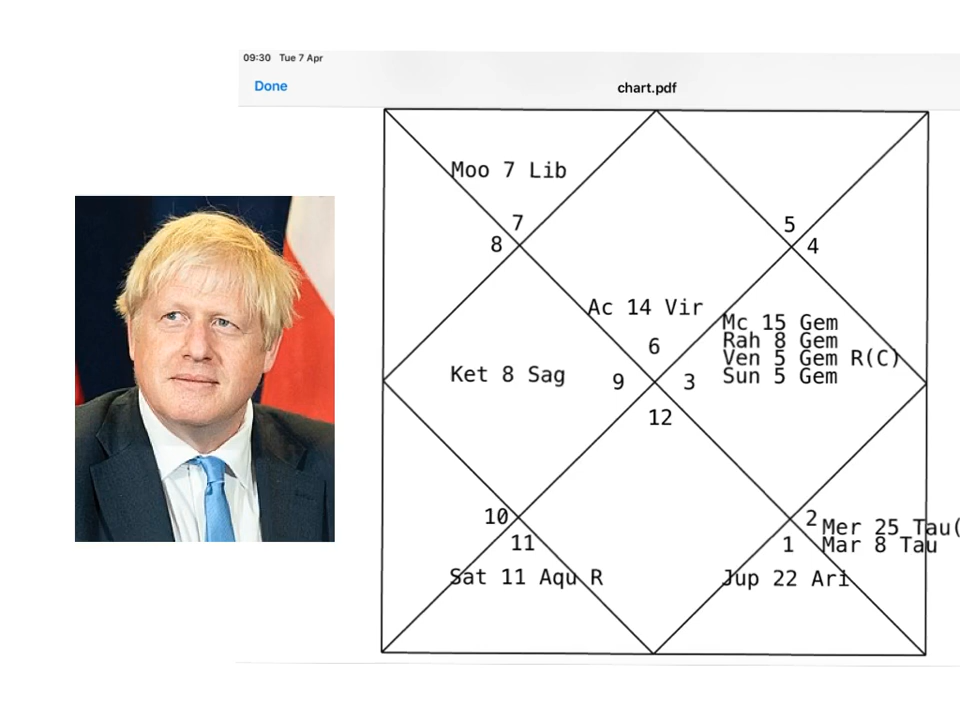 09:30 Tue 7 Apr
Done
chart.pdf
Moo 7 Lib
7
8
5
4
Ac 14 Vir
6
Mc 15 Gem
Rah 8 Gem
Ven 5 Gem R(C)
Sun 5 Gem
Ket 8 Sag
9
3
12
10
11
2
1
Mer 25 Tau(
Mar 8 Tau
Sat 11 Aqu R
Jup 22 Ari